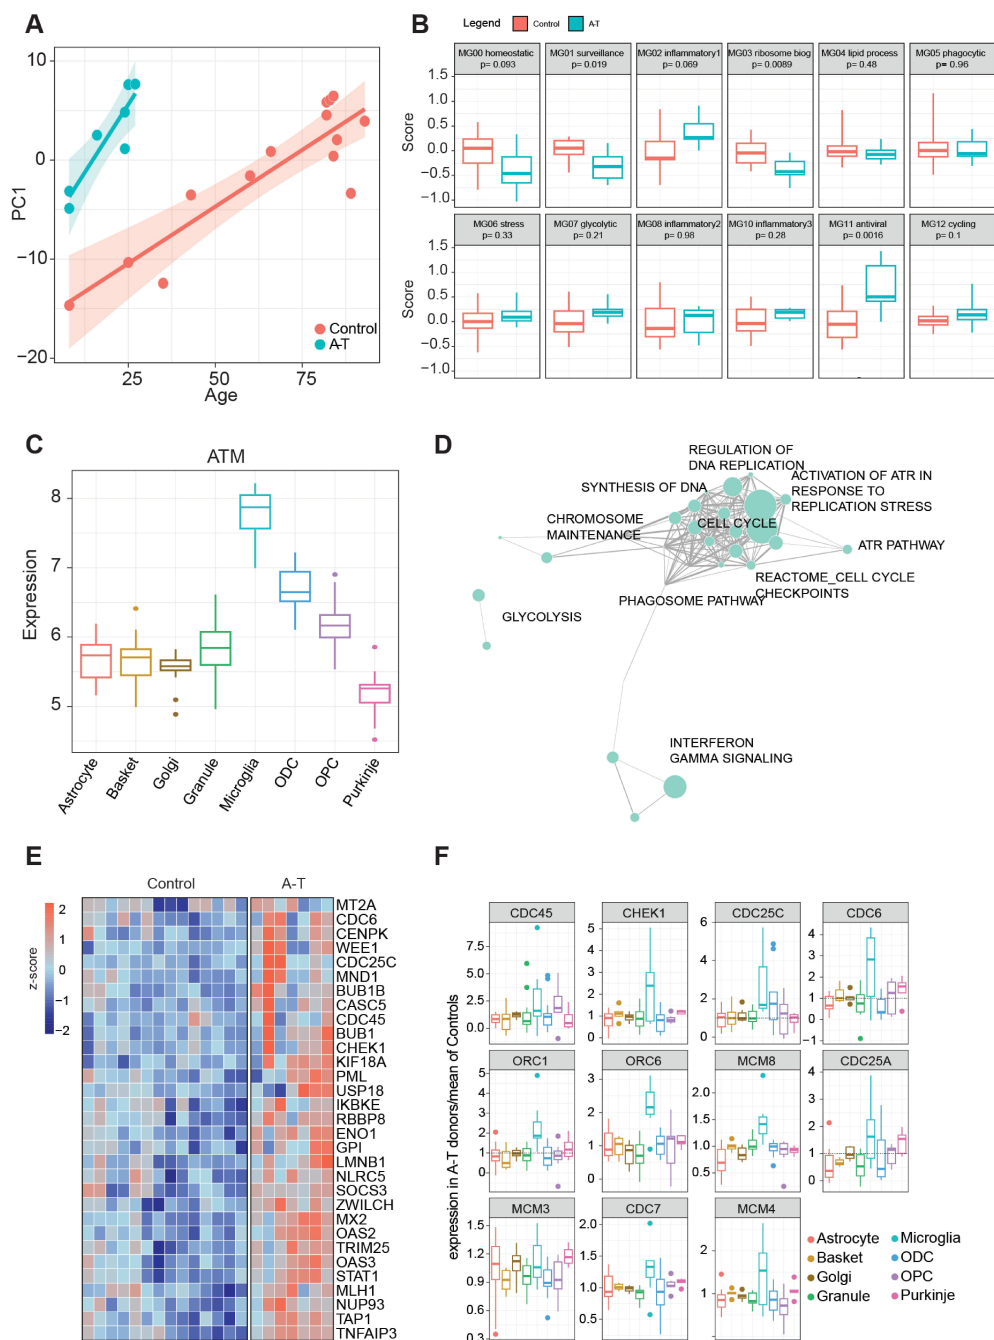 A
10
0
−10
−20
PC1
25
50
75
Age
Control
A-T
B
Legend
Control
A-T
MG00 homeostatic
p= 0.093
MG01 surveillance
p= 0.019
MG02 inflammatory1
p= 0.069
MG03 ribosome biog
p= 0.0089
MG04 lipid process
p= 0.48
MG05 phagocytic
p= 0.96
Score
1.5
1.0
0.5
0.0
−0.5
−1.0
MG06 stress
p= 0.33
MG07 glycolytic
p= 0.21
MG08 inflammatory2
p= 0.98
MG10 inflammatory3
p= 0.28
MG11 antiviral
p= 0.0016
MG12 cycling
p= 0.1
Score
1.5
1.0
0.5
0.0
−0.5
−1.0
C
ATM
Expression
8
7
6
5
Astrocyte
Basket
Golgi
Granule
Microglia
ODC
OPC
Purkinje
D
REGULATION OF
DNA REPLICATION
ACTIVATION OF ATR IN
RESPONSE TO
REPLICATION STRESS
SYNTHESIS OF DNA
CHROMOSOME
MAINTENANCE
CELL CYCLE
ATR PATHWAY
REACTOME_CELL CYCLE
CHECKPOINTS
PHAGOSOME PATHWAY
GLYCOLYSIS
INTERFERON
GAMMA SIGNALING
E
Control
A-T
z-score
2
1
0
−1
−2
MT2A
CDC6
CENPK
WEE1
CDC25C
MND1
BUB1B
CASC5
CDC45
BUB1
CHEK1
KIF18A
PML
USP18
IKBKE
RBBP8
ENO1
GPI
LMNB1
NLRC5
SOCS3
ZWILCH
MX2
OAS2
TRIM25
OAS3
STAT1
MLH1
NUP93
TAP1
TNFAIP3
F
expression in A-T donors/mean of Controls
CDC45
7.5
5.0
2.5
0.0
CHEK1
5
4
3
2
1
0
CDC25C
6
4
2
0
CDC6
4
3
2
1
0
−1
ORC1
5
4
3
2
1
0
−1
ORC6
3
2
1
0
MCM8
2.0
1.5
1.0
0.5
CDC25A
4
3
2
1
0
MCM3
1.5
1.2
0.9
0.6
0.3
CDC7
2.0
1.5
1.0
0.5
MCM4
2
1
0
Astrocyte
Basket
Golgi
Granule
Microglia
ODC
OPC
Purkinje